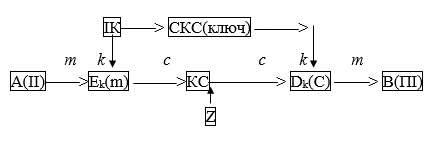 ІК СКС(ключ)
m k c c k m
А(ІІ) Ek(m) КС Dk(C) В(ПІ)
Z